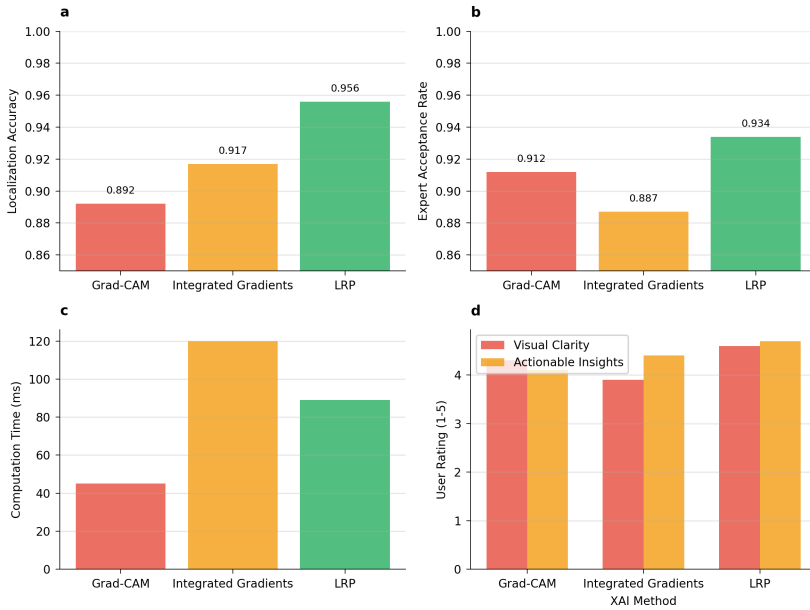 a
1.00
0.98
0.96
0.94
0.92
0.90
0.88
0.86
Localization Accuracy
0.892
0.917
0.956
Grad-CAM
Integrated Gradients
LRP
b
1.00
0.98
0.96
0.94
0.92
0.90
0.88
0.86
Expert Acceptance Rate
0.912
0.887
0.934
Grad-CAM
Integrated Gradients
LRP
c
120
100
80
60
40
20
0
Computation Time (ms)
Grad-CAM
Integrated Gradients
LRP
d
Visual Clarity
Actionable Insights
4
3
2
1
0
User Rating (1-5)
Grad-CAM
Integrated Gradients
LRP
XAI Method